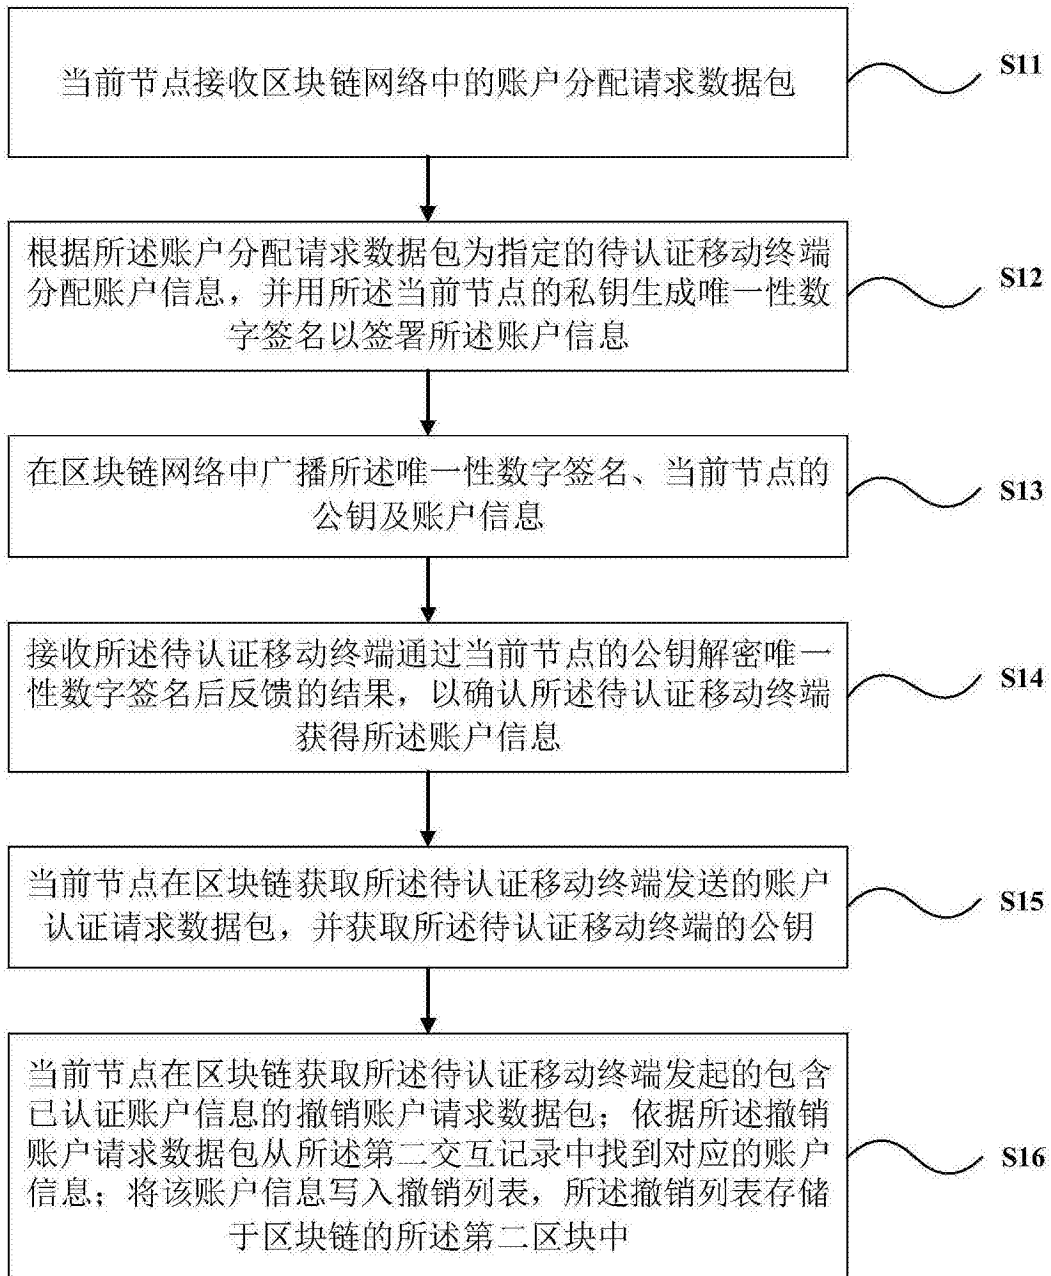 当前节点接收区块链网络中的账户分配请求数据包
S11
根据所述账户分配请求数据包为指定的待认证移动终端
分配账户信息，并用所述当前节点的私钥生成唯一性数
字签名以签署所述账户信息
S12
在区块链网络中广播所述唯一性数字签名、当前节点的
公钥及账户信息
S13
接收所述待认证移动终端通过当前节点的公钥解密唯一
性数字签名后反馈的结果，以确认所述待认证移动终端
获得所述账户信息
S14
当前节点在区块链获取所述待认证移动终端发送的账户
认证请求数据包，并获取所述待认证移动终端的公钥
S15
当前节点在区块链获取所述待认证移动终端发起的包含
已认证账户信息的撤销账户请求数据包；依据所述撤销
账户请求数据包从所述第二交互记录中找到对应的账户
信息；将该账户信息写入撤销列表，所述撤销列表存储
于区块链的所述第二区块中
S16